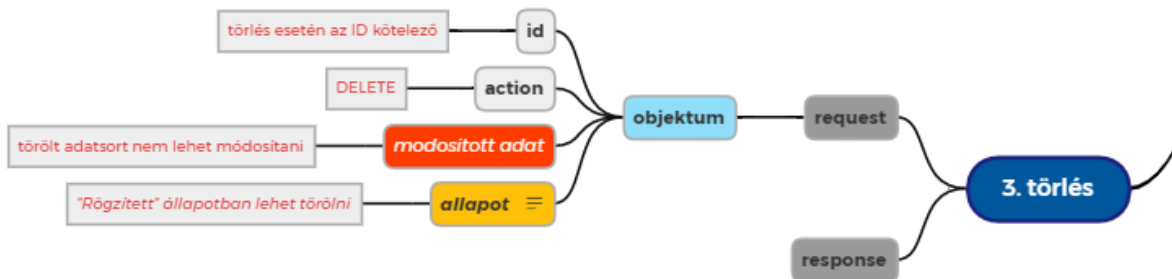 törlés esetén az ID kötelező
id
DELETE
action
objektum
request
törölt adatsort nem lehet módosítani
modosított adat
3. törlés
"Rögzített" állapotban lehet törölni
allapot
response